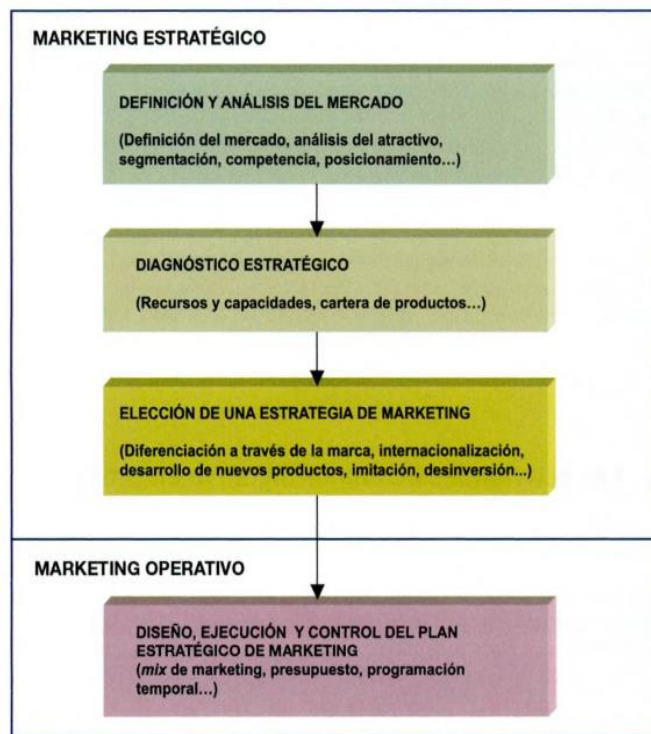 MARKETING ESTRATÉGICO
DEFINICIÓN Y ANÁLISIS DEL MERCADO
(Definición del mercado, análisis del atractivo,
segmentación, competencia, posicionamiento…)
DIAGNÓSTICO ESTRATÉGICO
(Recursos y capacidades, cartera de productos…)
ELECCIÓN DE UNA ESTRATEGIA DE MARKETING
(Diferenciación a través de la marca, internacionalización,
desarrollo de nuevos productos, imitación, desinversión...)
MARKETING OPERATIVO
DISEÑO, EJECUCIÓN Y CONTROL DEL PLAN
ESTRATÉGICO DE MARKETING
(mix de marketing, presupuesto, programación
temporal…)